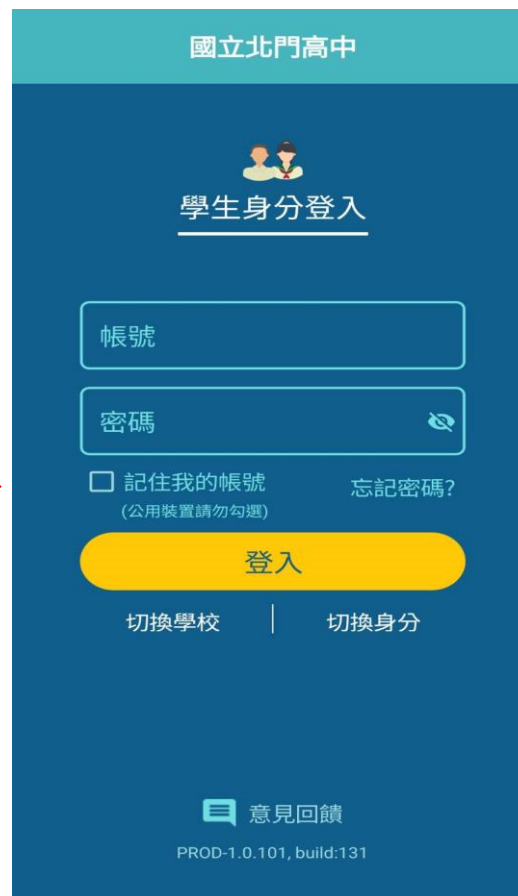 國立北門高中
學生身分登入
帳號
密碼
記住我的帳號 忘記密碼?
(公用裝置請勿勾選)
登入
切換學校 | 切換身分
意見回饋
PROD-1.0.101, build:131